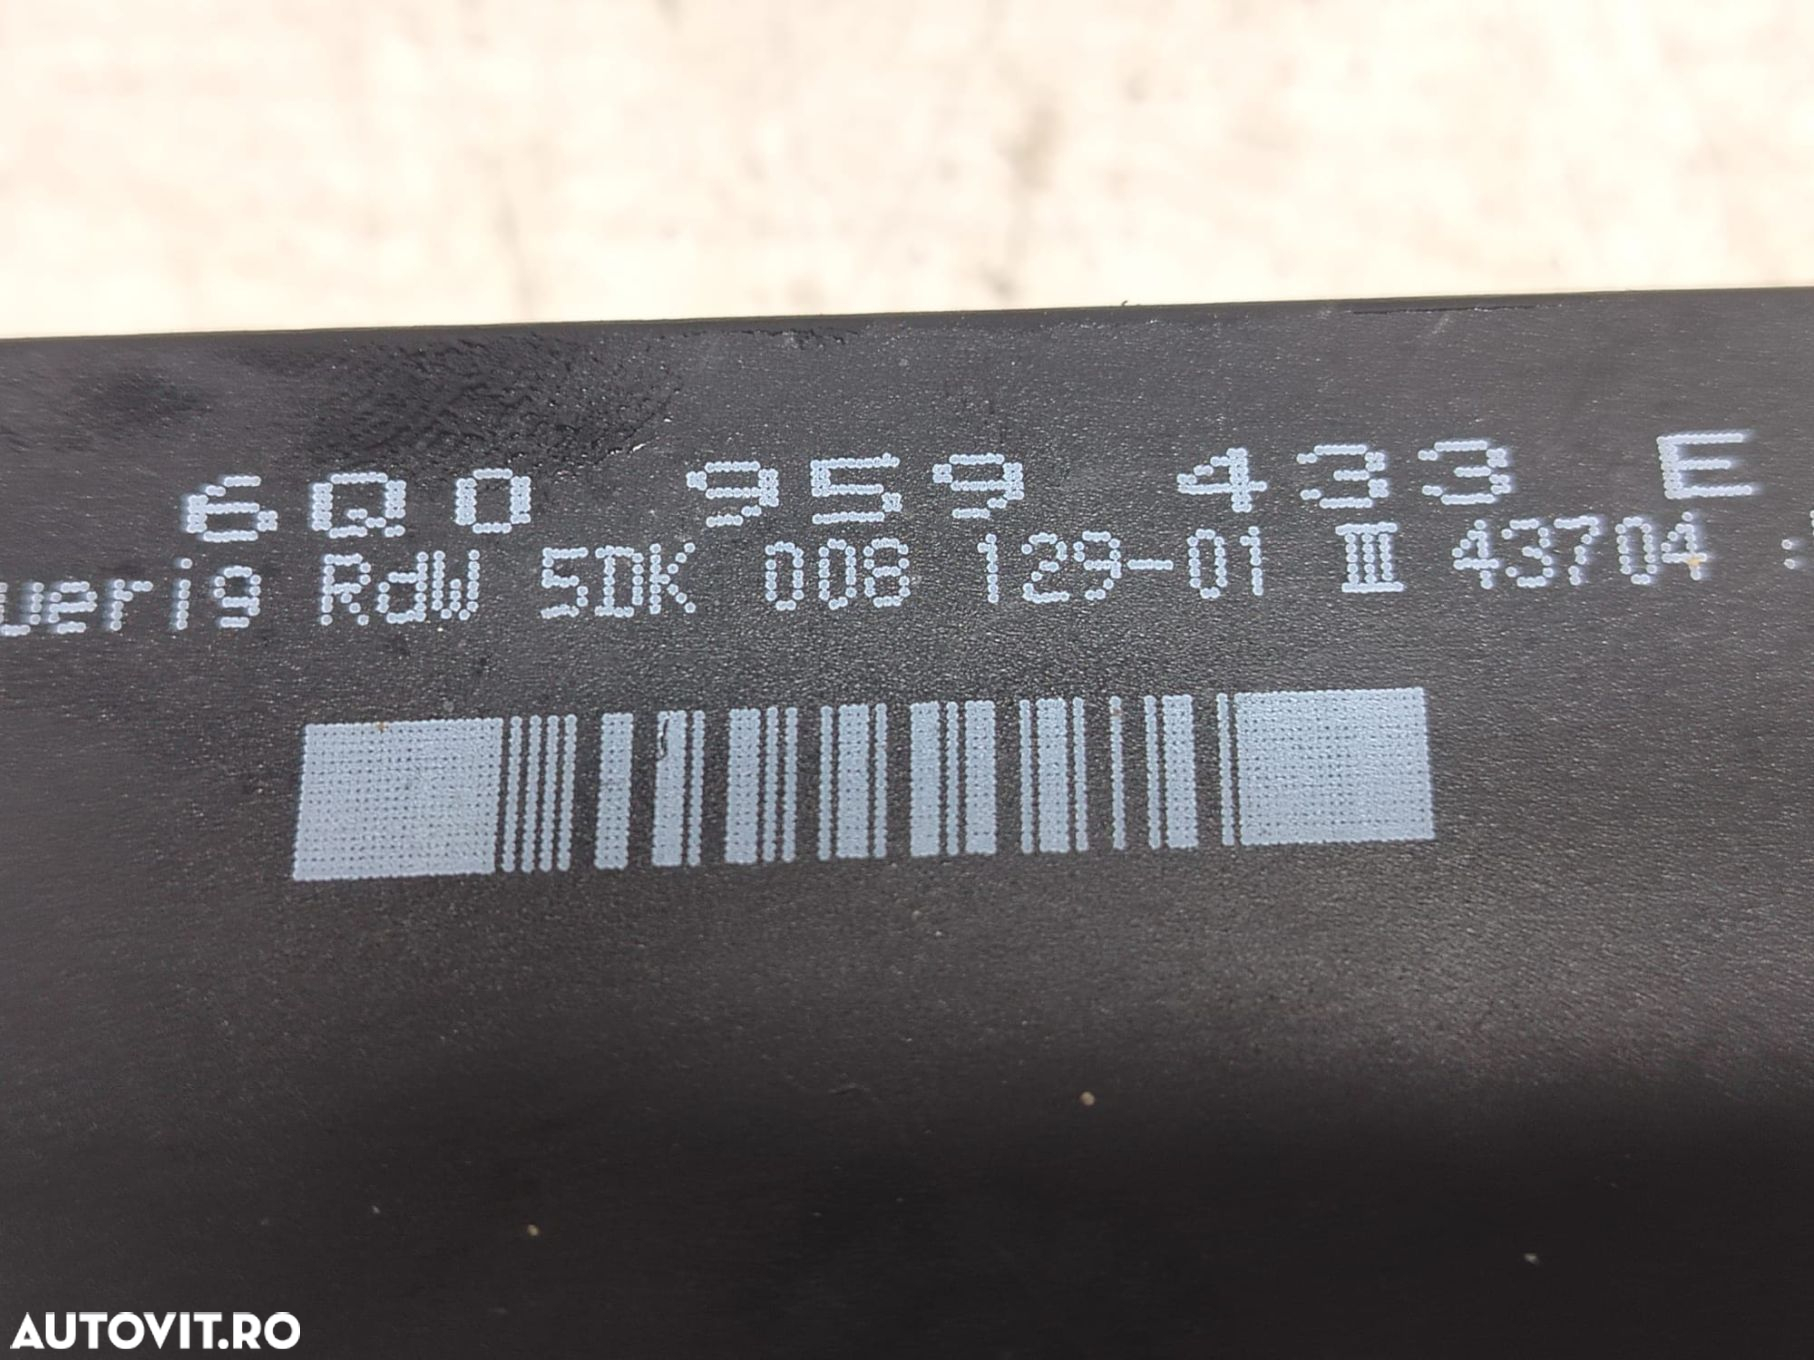 6Q0 959 433 E
uerig RdW 5DK 008 129-01 III 43704 :
AUTOVIT.RO